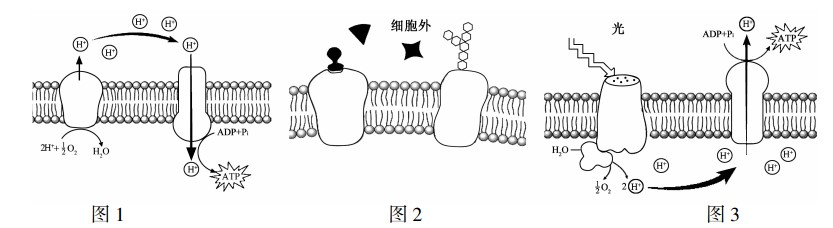 H⁺ H⁺ H⁺ H⁺ H⁺
2H⁺+½O₂ H₂O
ADP+Pi
H⁺
ATP
图 1
细胞外
图 2
光
H⁺
ADP+Pi
ATP
H₂O
½O₂ 2H⁺
H⁺ H⁺ H⁺ H⁺
图 3